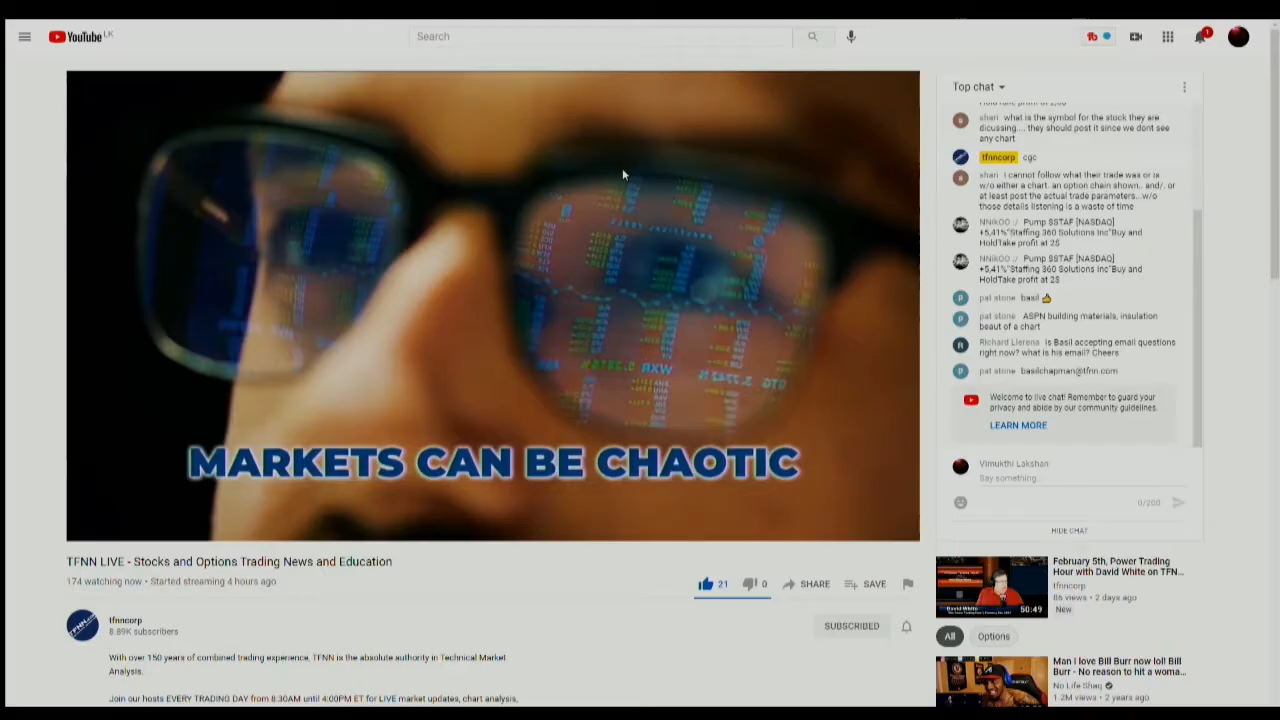 YouTube LK
Search
1
Top chat
shari what is the symbol for the stock they are
dicussing.... they should post it since we dont see
any chart
tfnncorp cgc
shari I cannot follow what their trade was or is
w/o either a chart.. an option chain shown.. and/. or
at least post the actual trade parameters...w/o
those details listening is a waste of time
NNikOO :/ Pump $STAF [NASDAQ]
+5,41%"Staffing 360 Solutions Inc"Buy and
HoldTake profit at 2$
NNikOO :/ Pump $STAF [NASDAQ]
+5,41%"Staffing 360 Solutions Inc"Buy and
HoldTake profit at 2$
pat stone basil
pat stone ASPN building materials, insulation
beaut of a chart
Richard Llerena is Basil accepting email questions
right now? what is his email? Cheers
pat stone basilchapman@tfnn.com
Welcome to live chat! Remember to guard your
privacy and abide by our community guidelines.
LEARN MORE
Vimukthi Lakshan
Say something...
0/200
HIDE CHAT
MARKETS CAN BE CHAOTIC
TFNN LIVE - Stocks and Options Trading News and Education
174 watching now • Started streaming 4 hours ago
21
0
SHARE
SAVE
tfnncorp
8.89K subscribers
SUBSCRIBED
With over 150 years of combined trading experience, TFNN is the absolute authority in Technical Market
Analysis.
Join our hosts EVERY TRADING DAY from 8:30AM until 4:00PM ET for LIVE market updates, chart analysis,
February 5th, Power Trading
Hour with David White on TFN...
tfnncorp
86 views • 2 days ago
New
David White
50:49
All
Options
Man I love Bill Burr now lol! Bill
Burr - No reason to hit a woma...
No Life Shaq
1.2M views • 2 years ago